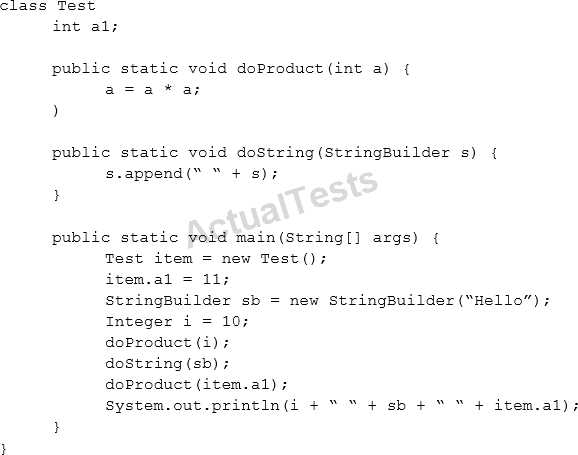 class Test
int a1;
public static void doProduct(int a) {
a = a * a;
)
public static void doString(StringBuilder s) {
s.append(“ “ + s);
}
ActualTests
public static void main(String[] args) {
Test item = new Test();
item.a1 = 11;
StringBuilder sb = new StringBuilder(“Hello”);
Integer i = 10;
doProduct(i);
doString(sb);
doProduct(item.a1);
System.out.println(i + “ “ + sb + “ “ + item.a1);
}
}